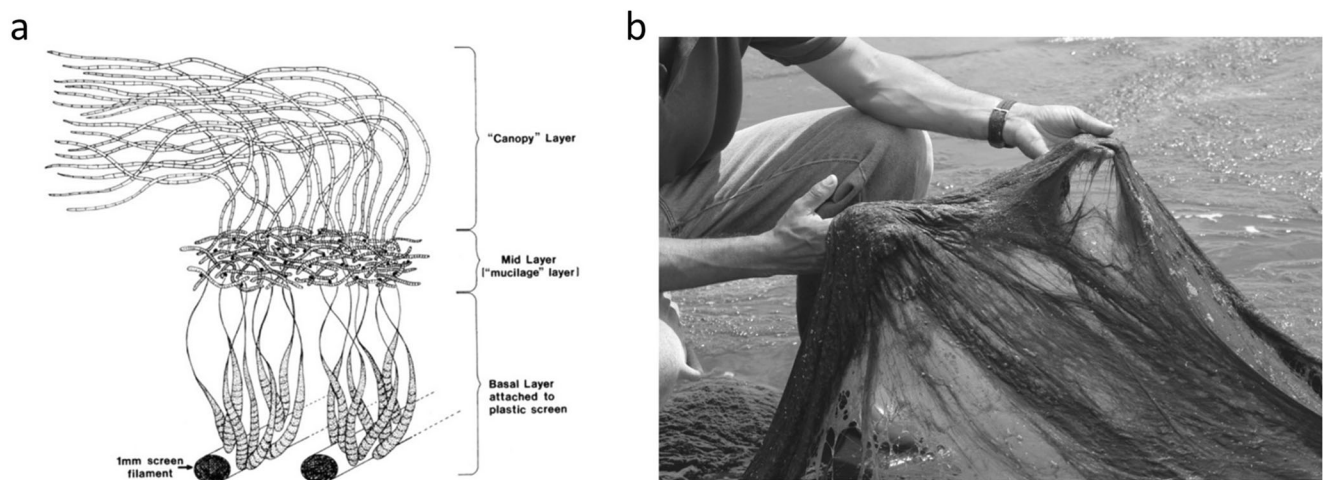 a
b
"Canopy" Layer
Mid Layer
["mucilage" layer]
Basal Layer
attached to
plastic screen
1mm screen
filament